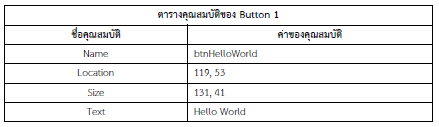 ตารางคุณสมบัติของ Button 1
ชื่อคุณสมบัติ ค่าของคุณสมบัติ
Name btnHelloWorld
Location 119, 53
Size 131, 41
Text Hello World